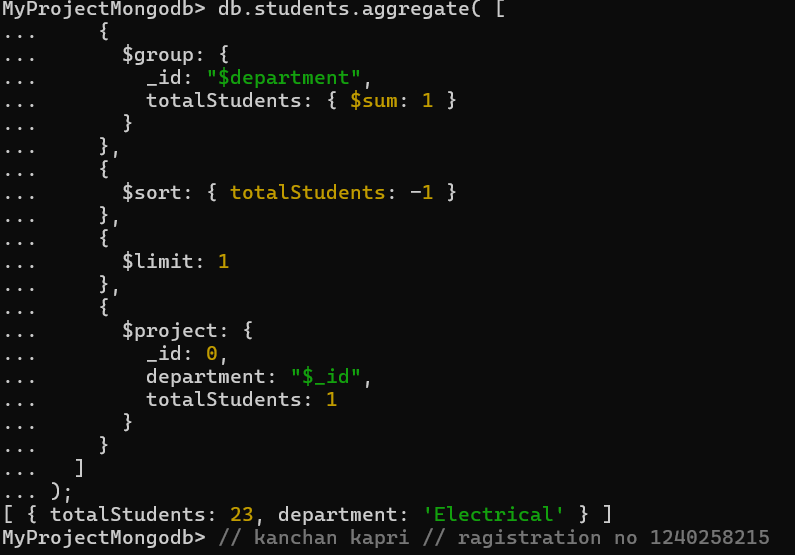 MyProjectMongodb> db.students.aggregate( [
...     {
...       $group: {
...         _id: "$department",
...         totalStudents: { $sum: 1 }
...       }
...     },
...     {
...       $sort: { totalStudents: -1 }
...     },
...     {
...       $limit: 1
...     },
...     {
...       $project: {
...         _id: 0,
...         department: "$_id",
...         totalStudents: 1
...       }
...     }
...   ]
... );
[ { totalStudents: 23, department: 'Electrical' } ]
MyProjectMongodb> // kanchan kapri // ragistration no 1240258215